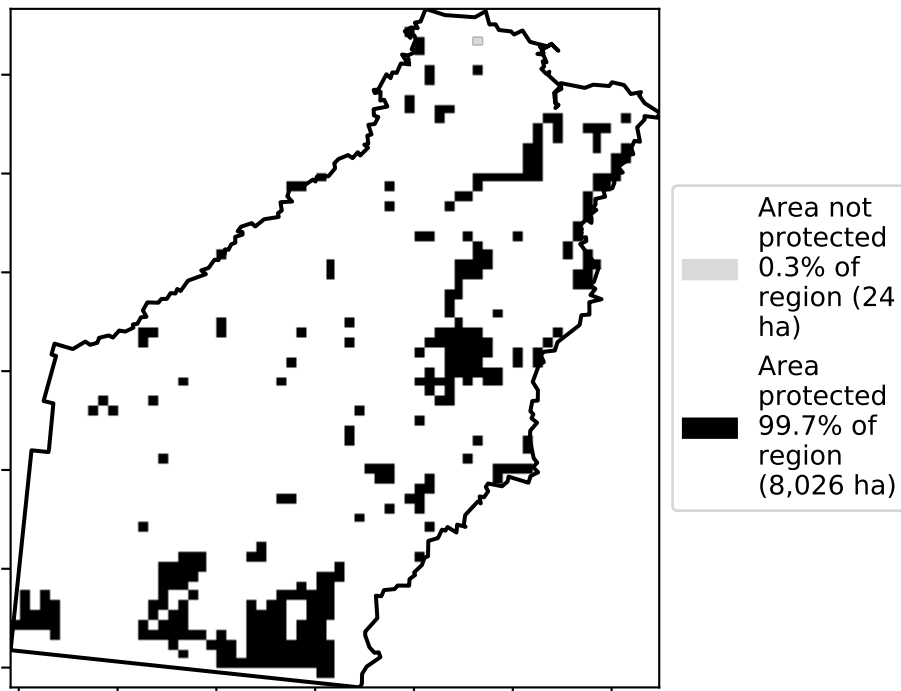 Area not
protected
0.3% of
region (24
ha)
Area
protected
99.7% of
region
(8,026 ha)